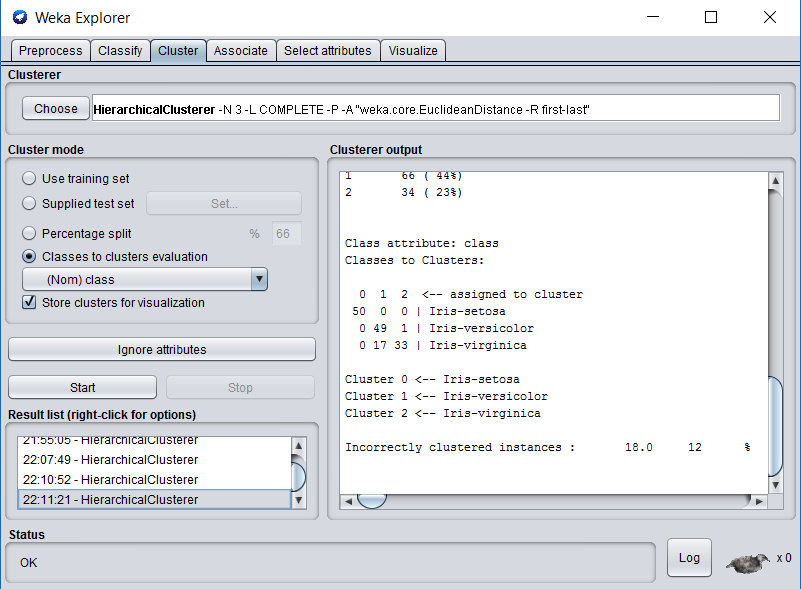 Weka Explorer
Preprocess Classify Cluster Associate Select attributes Visualize
Clusterer
Choose HierarchicalClusterer -N 3 -L COMPLETE -P -A "weka.core.EuclideanDistance -R first-last"
Cluster mode
Use training set
Supplied test set Set...
Percentage split % 66
Classes to clusters evaluation
(Nom) class
Store clusters for visualization
Ignore attributes
Start Stop
Result list (right-click for options)
21:55:05 - HierarchicalClusterer
22:07:49 - HierarchicalClusterer
22:10:52 - HierarchicalClusterer
22:11:21 - HierarchicalClusterer
Clusterer output
1 66 ( 44%)
2 34 ( 23%)
Class attribute: class
Classes to Clusters:
0 1 2 <-- assigned to cluster
50 0 0 | Iris-setosa
0 49 1 | Iris-versicolor
0 17 33 | Iris-virginica
Cluster 0 <-- Iris-setosa
Cluster 1 <-- Iris-versicolor
Cluster 2 <-- Iris-virginica
Incorrectly clustered instances : 18.0 12 %
Status
OK
Log x 0